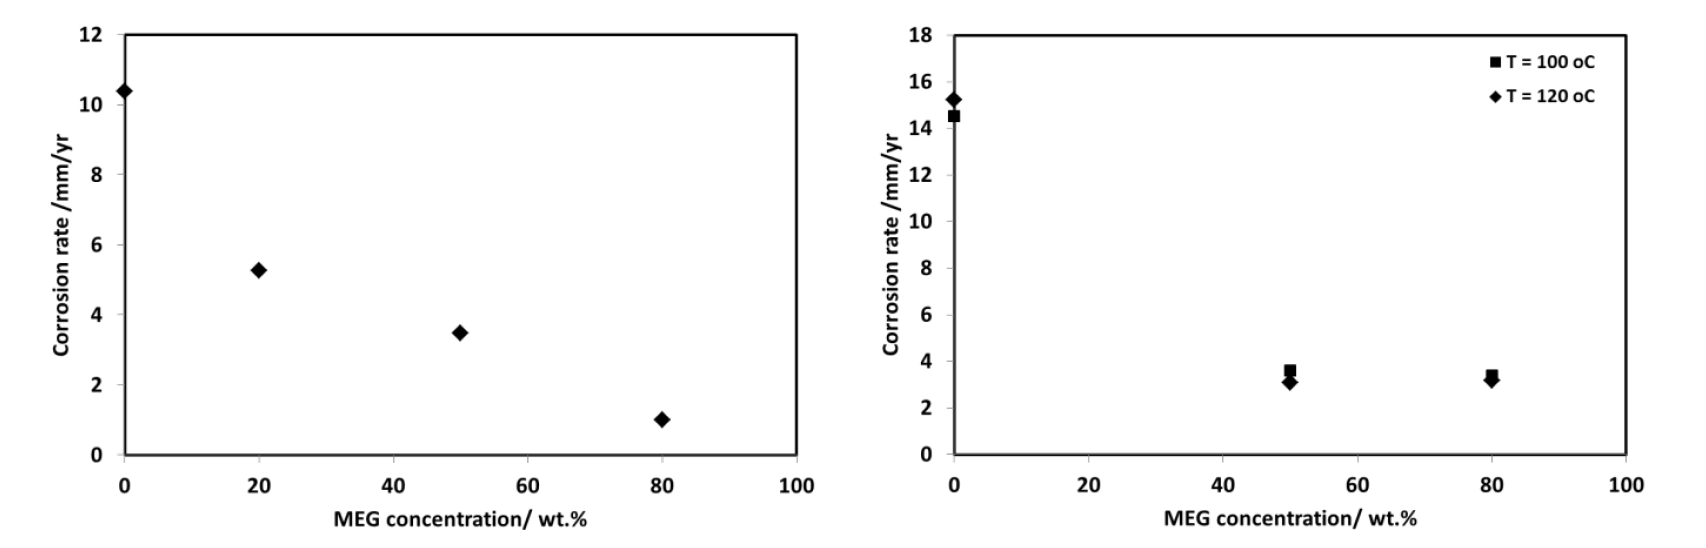 12
10
8
6
4
2
0
Corrosion rate /mm/yr
0 20 40 60 80 100
MEG concentration/ wt.%
18
16
14
12
10
8
6
4
2
0
Corrosion rate /mm/yr
T = 100 oC
T = 120 oC
0 20 40 60 80 100
MEG concentration/ wt.%